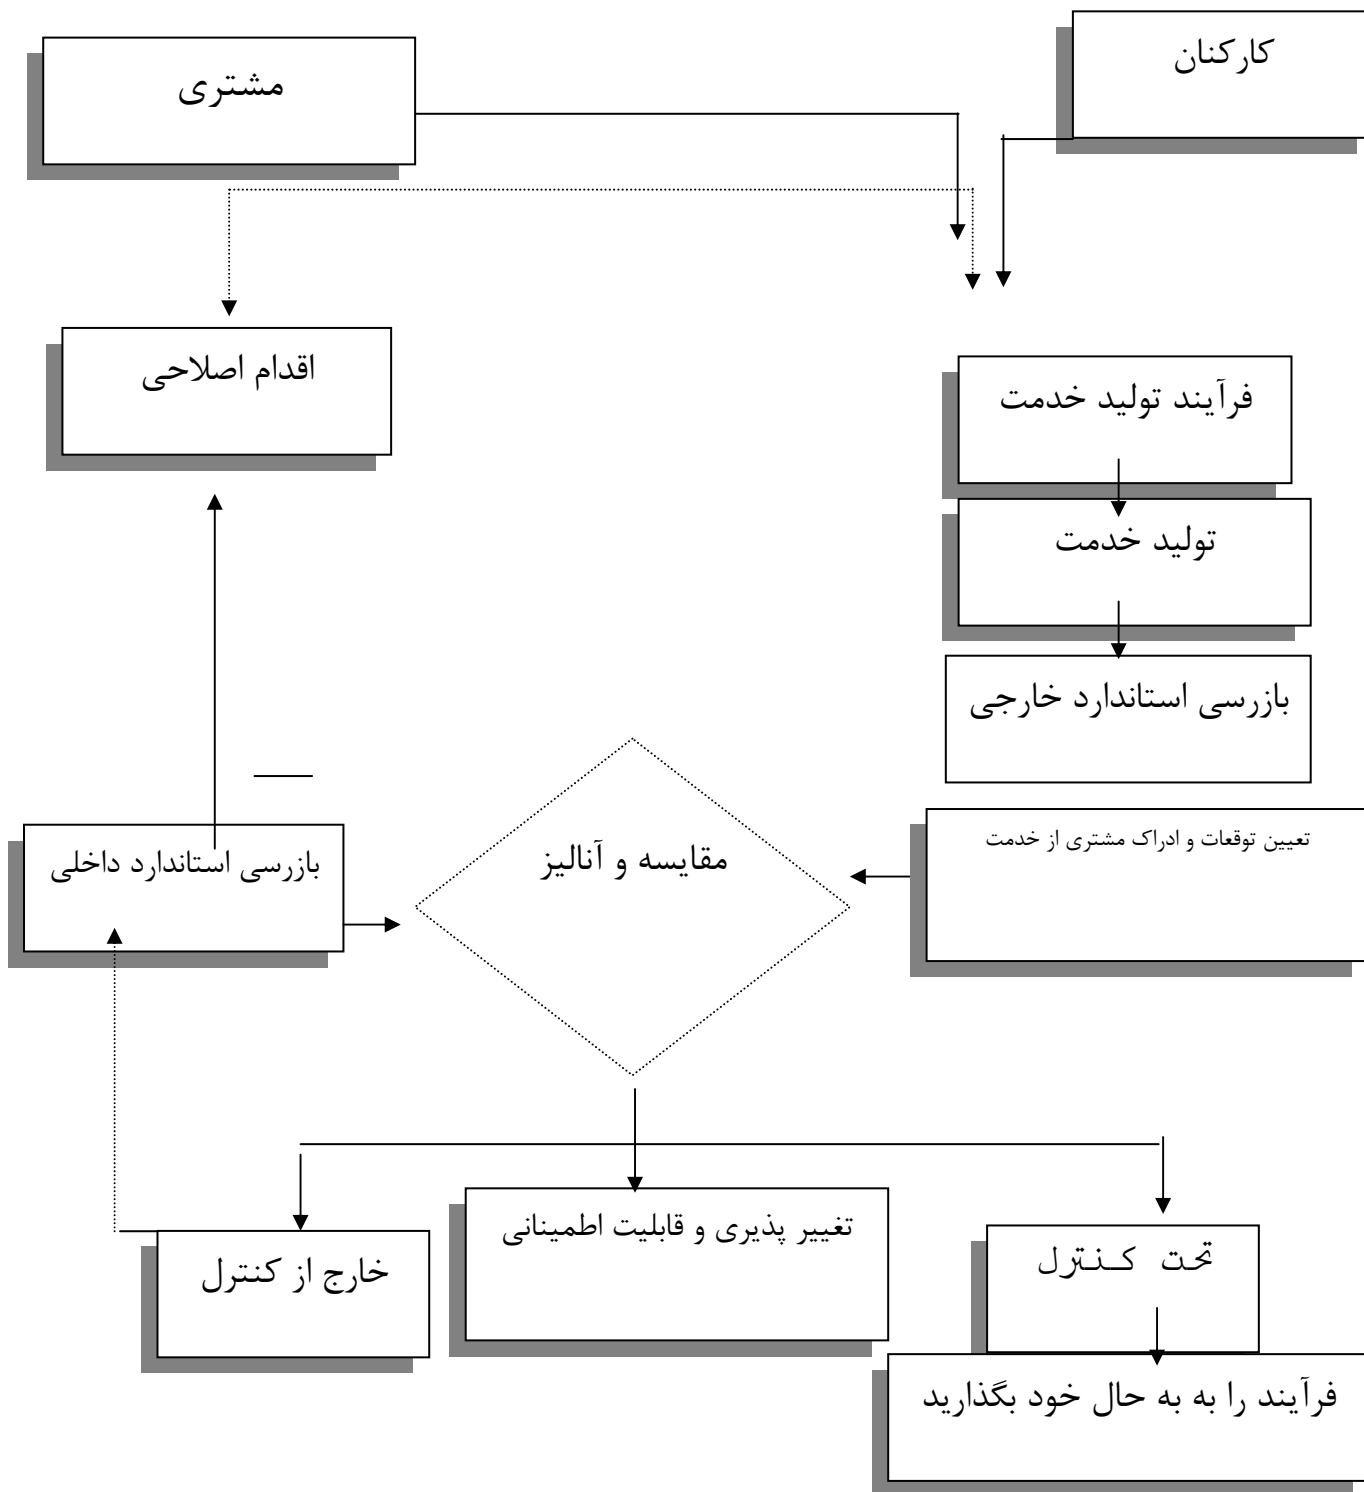 کارکنان
مشتری
اقدام اصلاحی
فرآیند تولید خدمت
تولید خدمت
بازرسی استاندارد خارجی
تعیین توقعات و ادراک مشتری از خدمت
مقایسه و آنالیز
بازرسی استاندارد داخلی
تغییر پذیری و قابلیت اطمینانی
تحت کنترل
خارج از کنترل
فرآیند را به به حال خود بگذارید